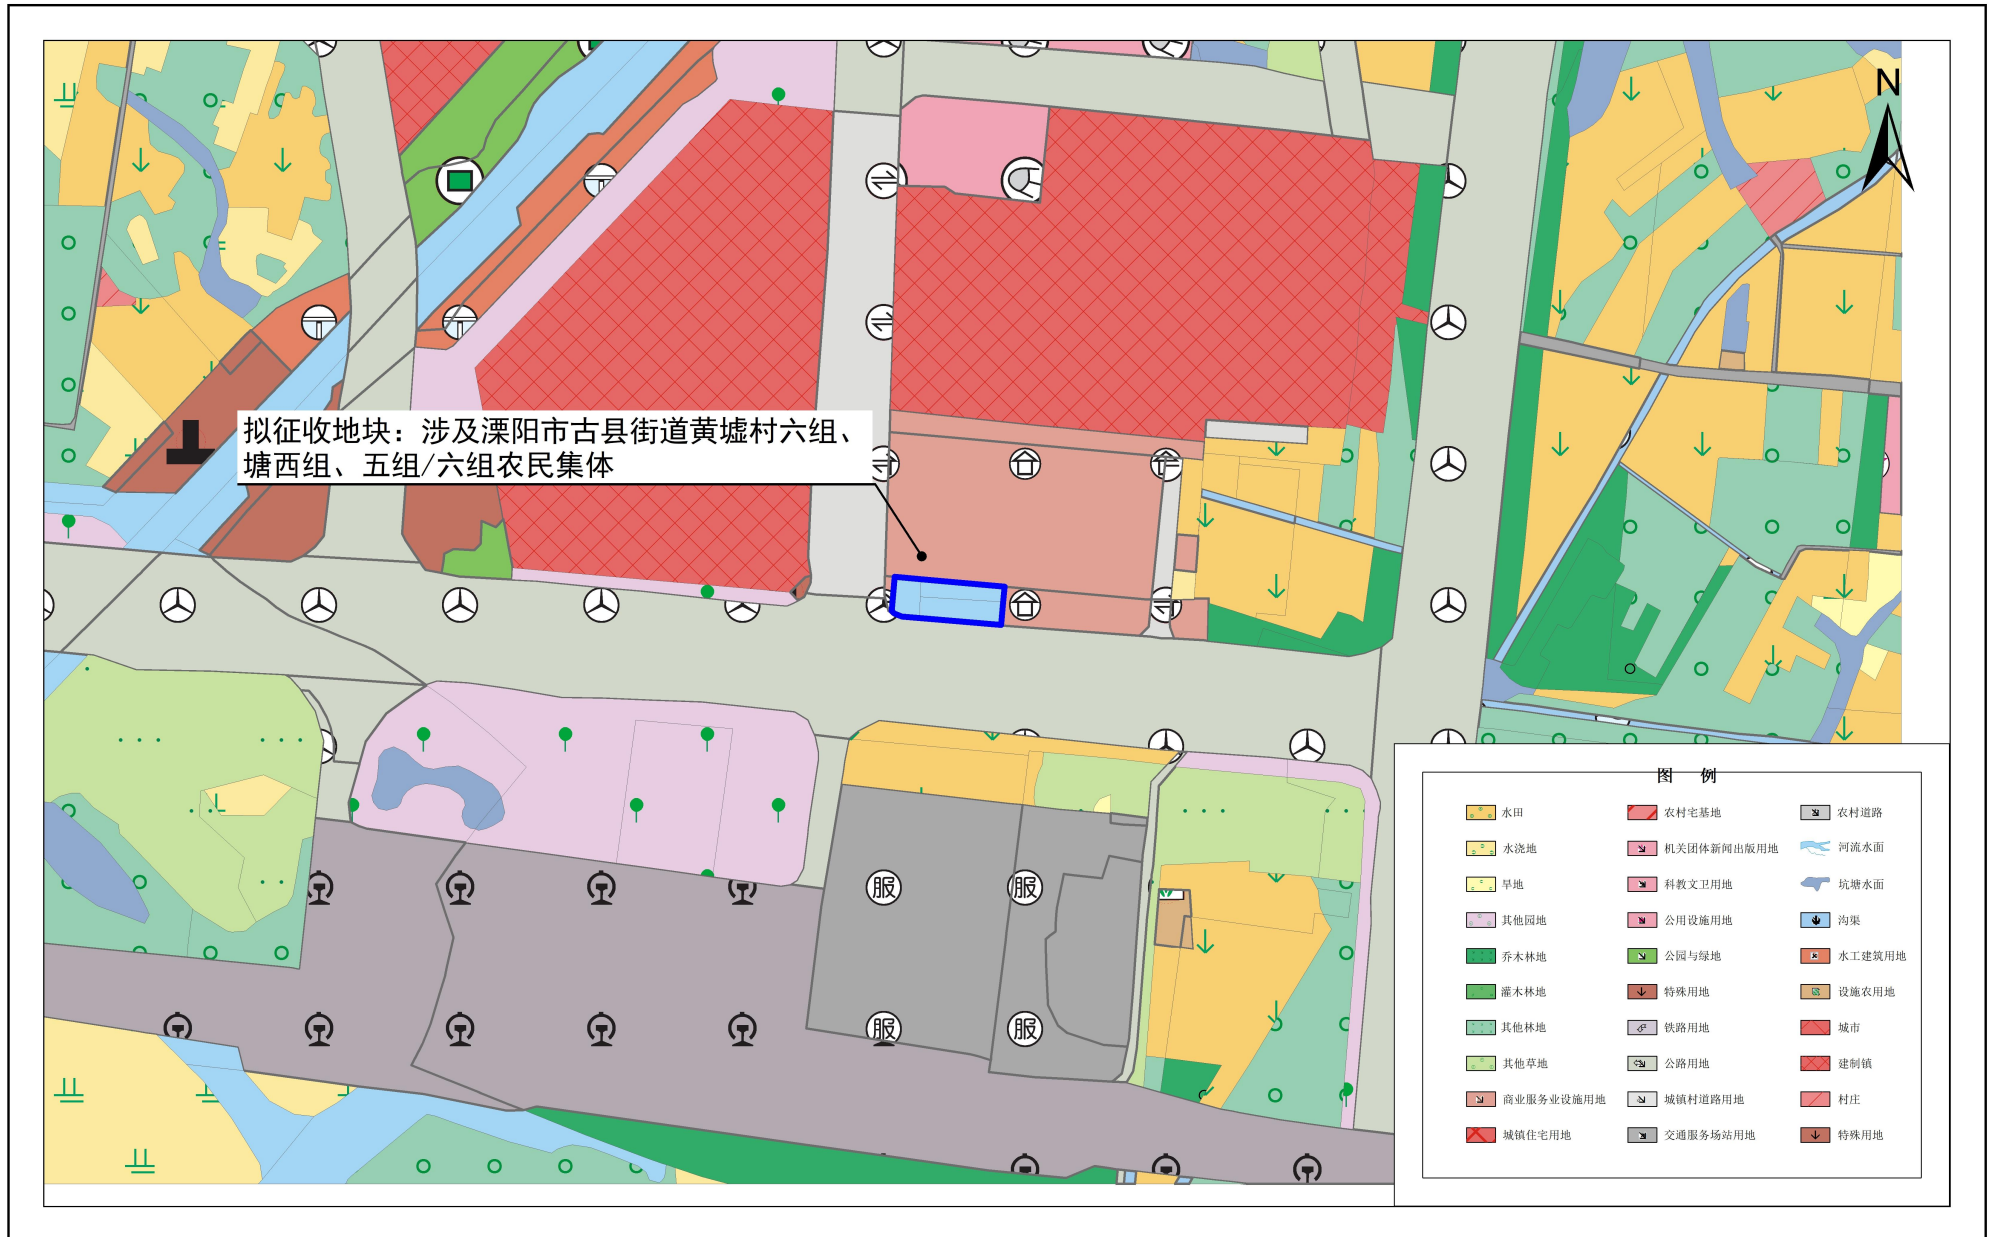 N
拟征收地块：涉及溧阳市古县街道黄墟村六组、
塘西组、五组/六组农民集体
服
服
服
服
图 例
水田
农村宅基地
农村道路
水浇地
机关团体新闻出版用地
河流水面
旱地
科教文卫用地
坑塘水面
其他园地
公用设施用地
沟渠
乔木林地
公园与绿地
水工建筑用地
灌木林地
特殊用地
设施农用地
其他林地
铁路用地
城市
其他草地
公路用地
建制镇
商业服务业设施用地
城镇村道路用地
村庄
城镇住宅用地
交通服务场站用地
特殊用地